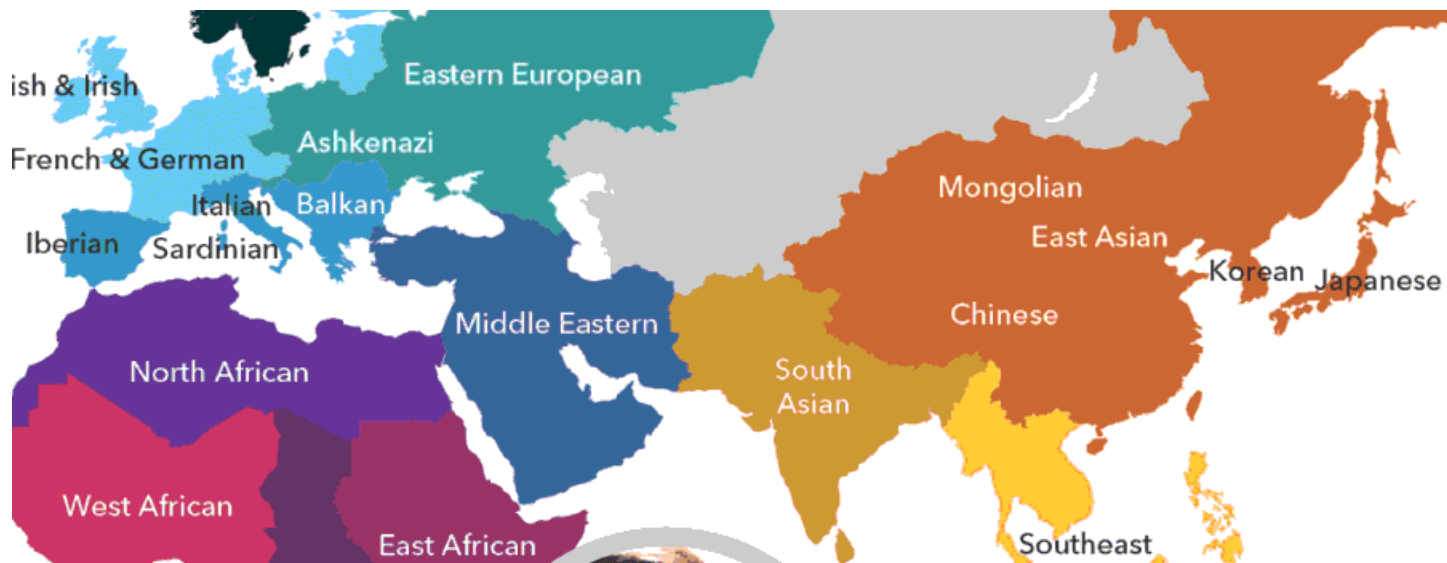 ish & Irish
Eastern European
Ashkenazi
French & German
Mongolian
Italian
Balkan
East Asian
Iberian
Sardinian
Korean
Japanese
Middle Eastern
Chinese
North African
South
Asian
West African
East African
Southeast